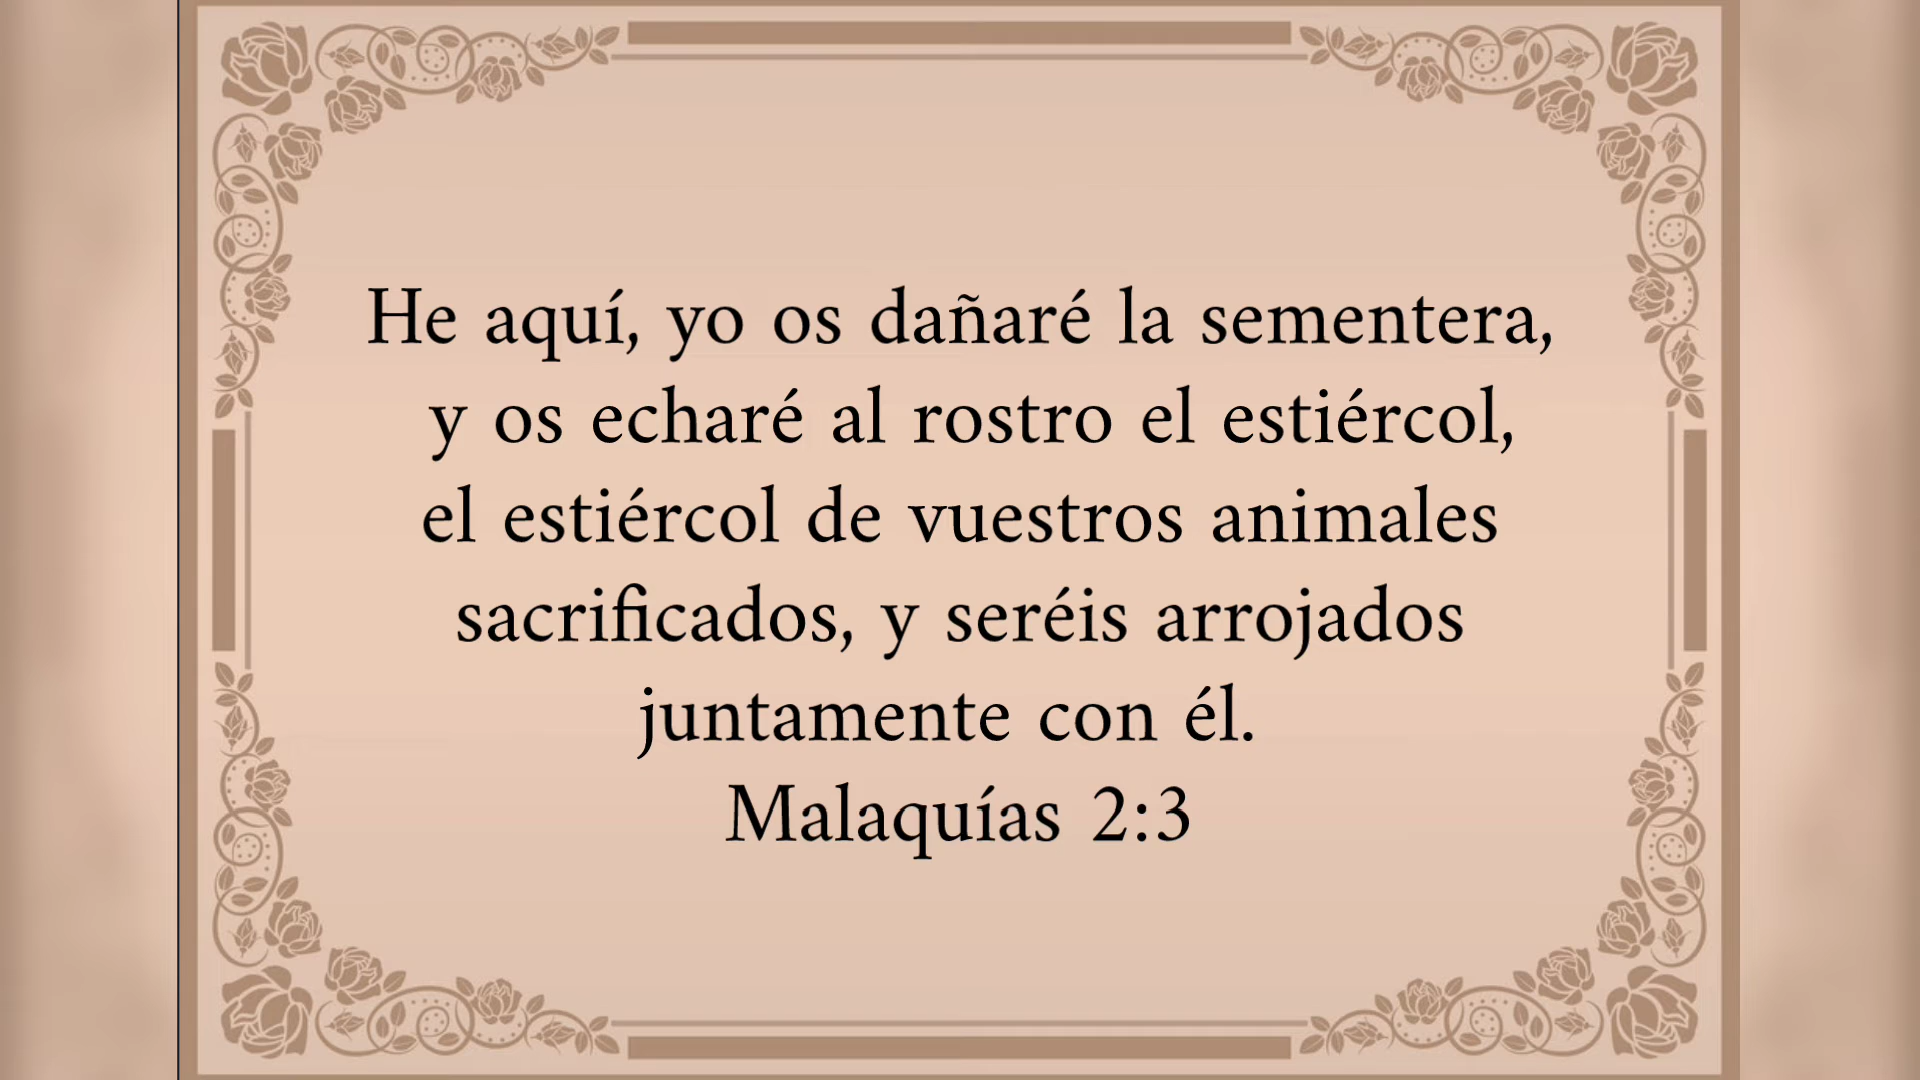 He aquí, yo os dañaré la sementera,
y os echaré al rostro el estiércol,
el estiércol de vuestros animales
sacrificados, y seréis arrojados
juntamente con él.
Malaquías 2:3